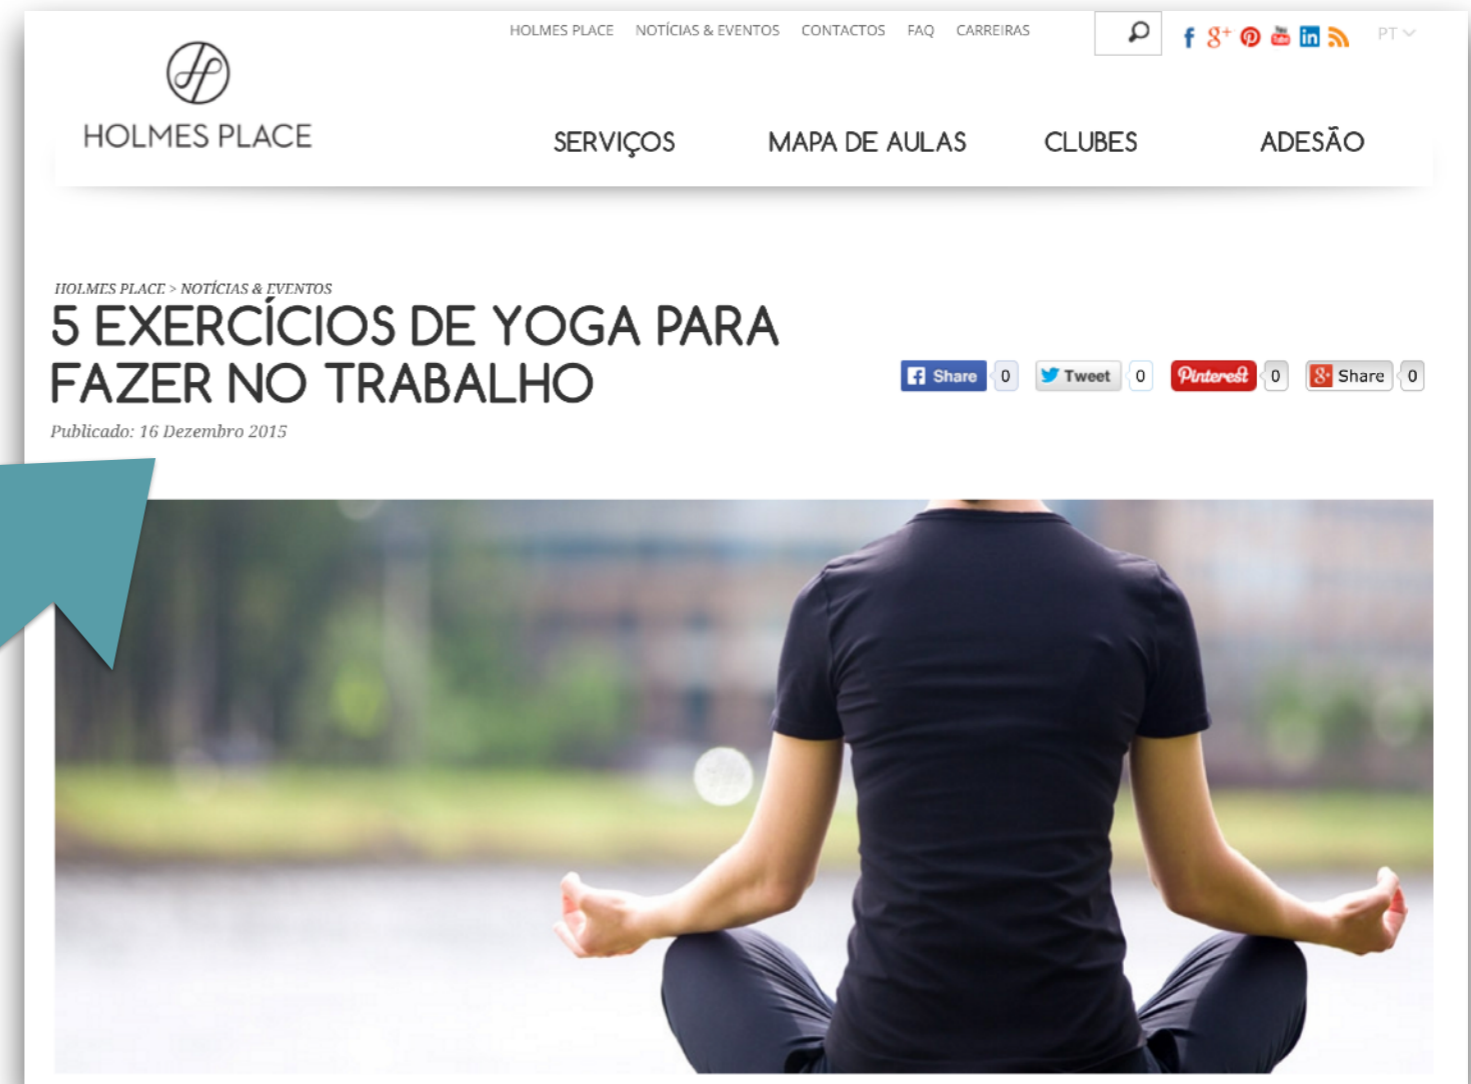 HOLMES PLACE NOTÍCIAS & EVENTOS CONTACTOS FAQ CARREIRAS
PT
HOLMES PLACE
SERVIÇOS MAPA DE AULAS CLUBES ADESÃO
HOLMES PLACE > NOTÍCIAS & EVENTOS
5 EXERCÍCIOS DE YOGA PARA
FAZER NO TRABALHO
Share 0 Tweet 0 Pinterest 0 Share 0
Publicado: 16 Dezembro 2015